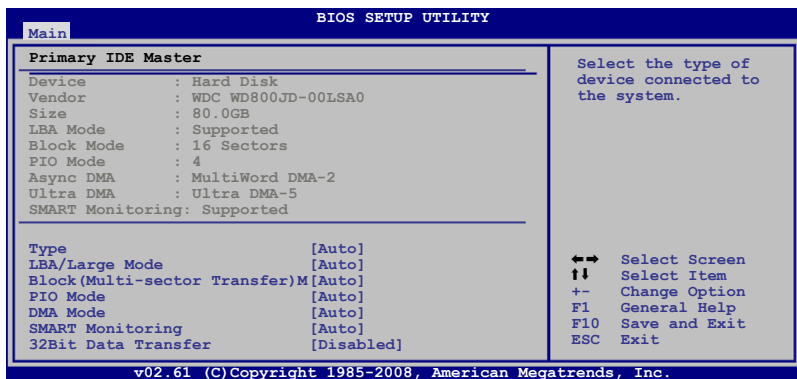 BIOS SETUP UTILITY
Main
Primary IDE Master
Device : Hard Disk
Vendor : WDC WD800JD-00LSA0
Size : 80.0GB
LBA Mode : Supported
Block Mode : 16 Sectors
PIO Mode : 4
Async DMA : MultiWord DMA-2
Ultra DMA : Ultra DMA-5
SMART Monitoring: Supported
Type [Auto]
LBA/Large Mode [Auto]
Block(Multi-sector Transfer)M[Auto]
PIO Mode [Auto]
DMA Mode [Auto]
SMART Monitoring [Auto]
32Bit Data Transfer [Disabled]
Select the type of
device connected to
the system.
←→ Select Screen
↑↓ Select Item
+- Change Option
F1 General Help
F10 Save and Exit
ESC Exit
v02.61 (C)Copyright 1985-2008, American Megatrends, Inc.